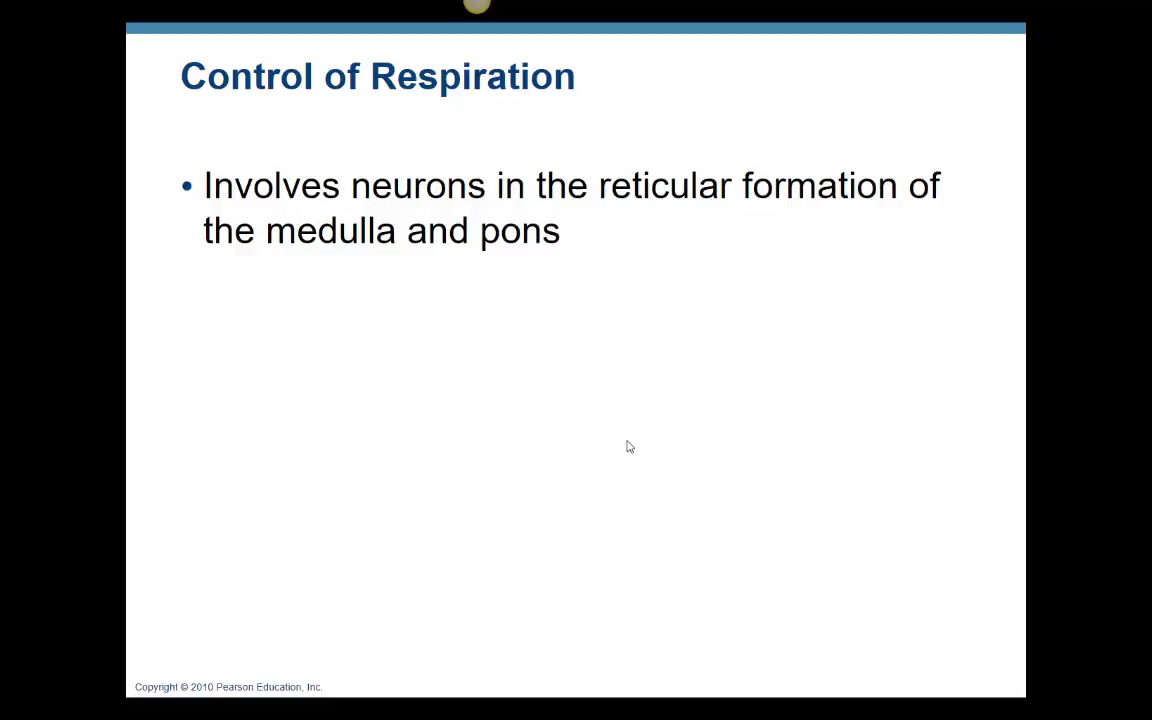 Control of Respiration
• Involves neurons in the reticular formation of
the medulla and pons
Copyright © 2010 Pearson Education, Inc.